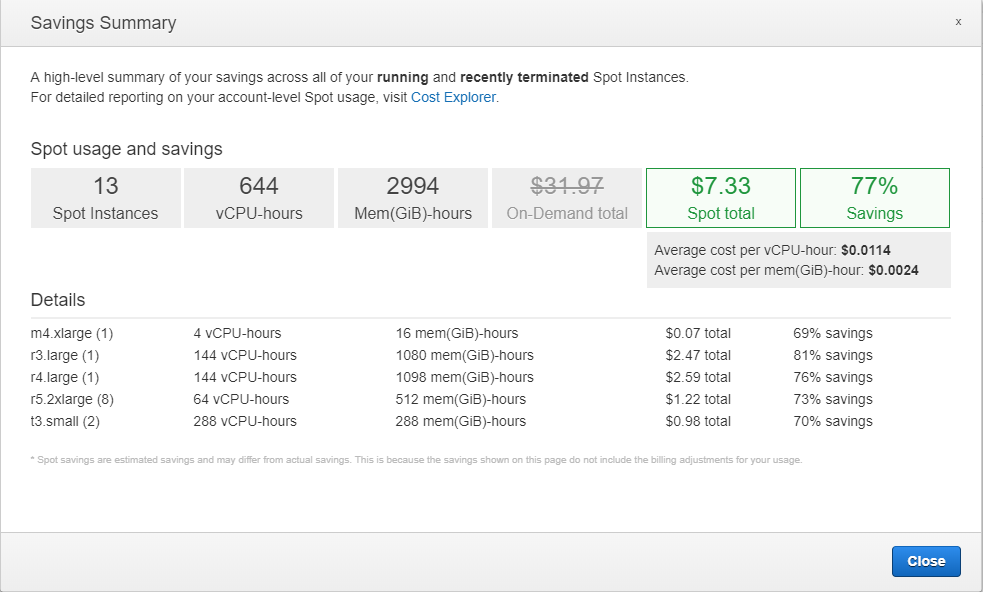 Savings Summary
x
A high-level summary of your savings across all of your running and recently terminated Spot Instances.
For detailed reporting on your account-level Spot usage, visit Cost Explorer.
Spot usage and savings
13 644 2994 $31.97 $7.33 77%
Spot Instances vCPU-hours Mem(GiB)-hours On-Demand total Spot total Savings
Average cost per vCPU-hour: $0.0114
Average cost per mem(GiB)-hour: $0.0024
Details
m4.xlarge (1) 4 vCPU-hours 16 mem(GiB)-hours $0.07 total 69% savings
r3.large (1) 144 vCPU-hours 1080 mem(GiB)-hours $2.47 total 81% savings
r4.large (1) 144 vCPU-hours 1098 mem(GiB)-hours $2.59 total 76% savings
r5.2xlarge (8) 64 vCPU-hours 512 mem(GiB)-hours $1.22 total 73% savings
t3.small (2) 288 vCPU-hours 288 mem(GiB)-hours $0.98 total 70% savings
* Spot savings are estimated savings and may differ from actual savings. This is because the savings shown on this page do not include the billing adjustments for your usage.
Close